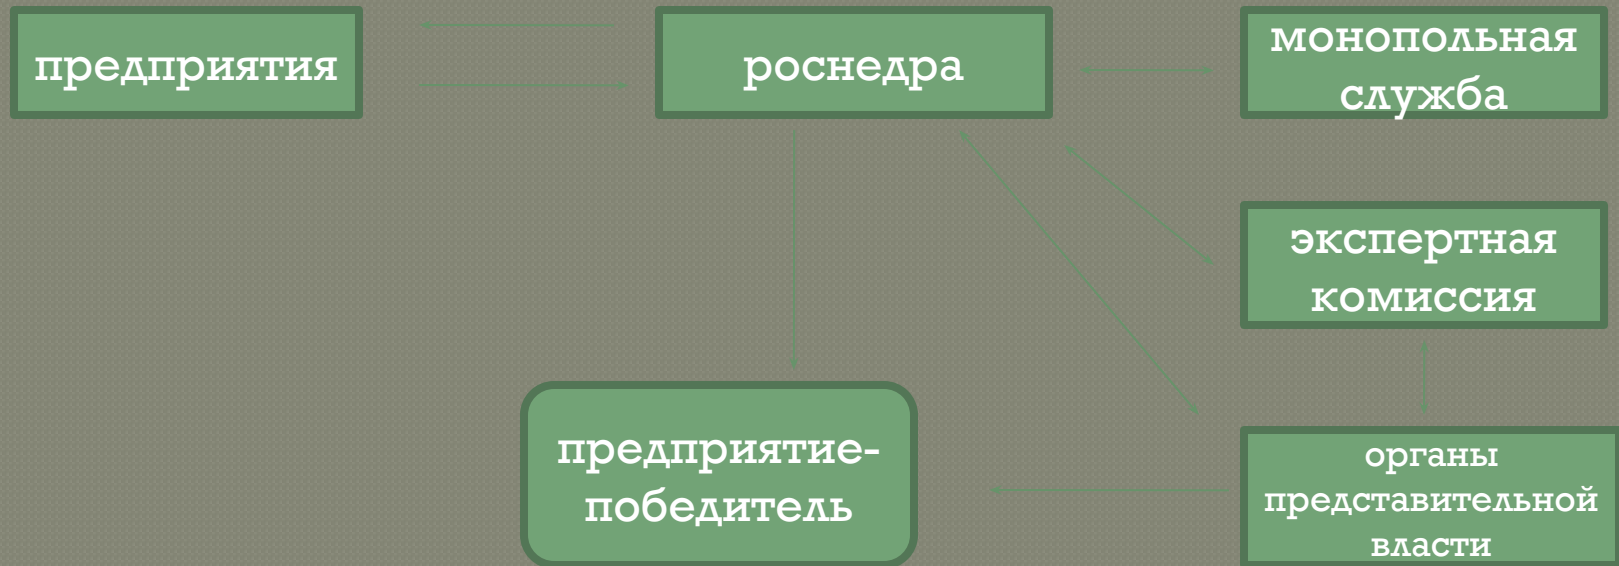 предприятия
роснедра
монопольная
служба
экспертная
комиссия
предприятие-
победитель
органы
представительной
власти